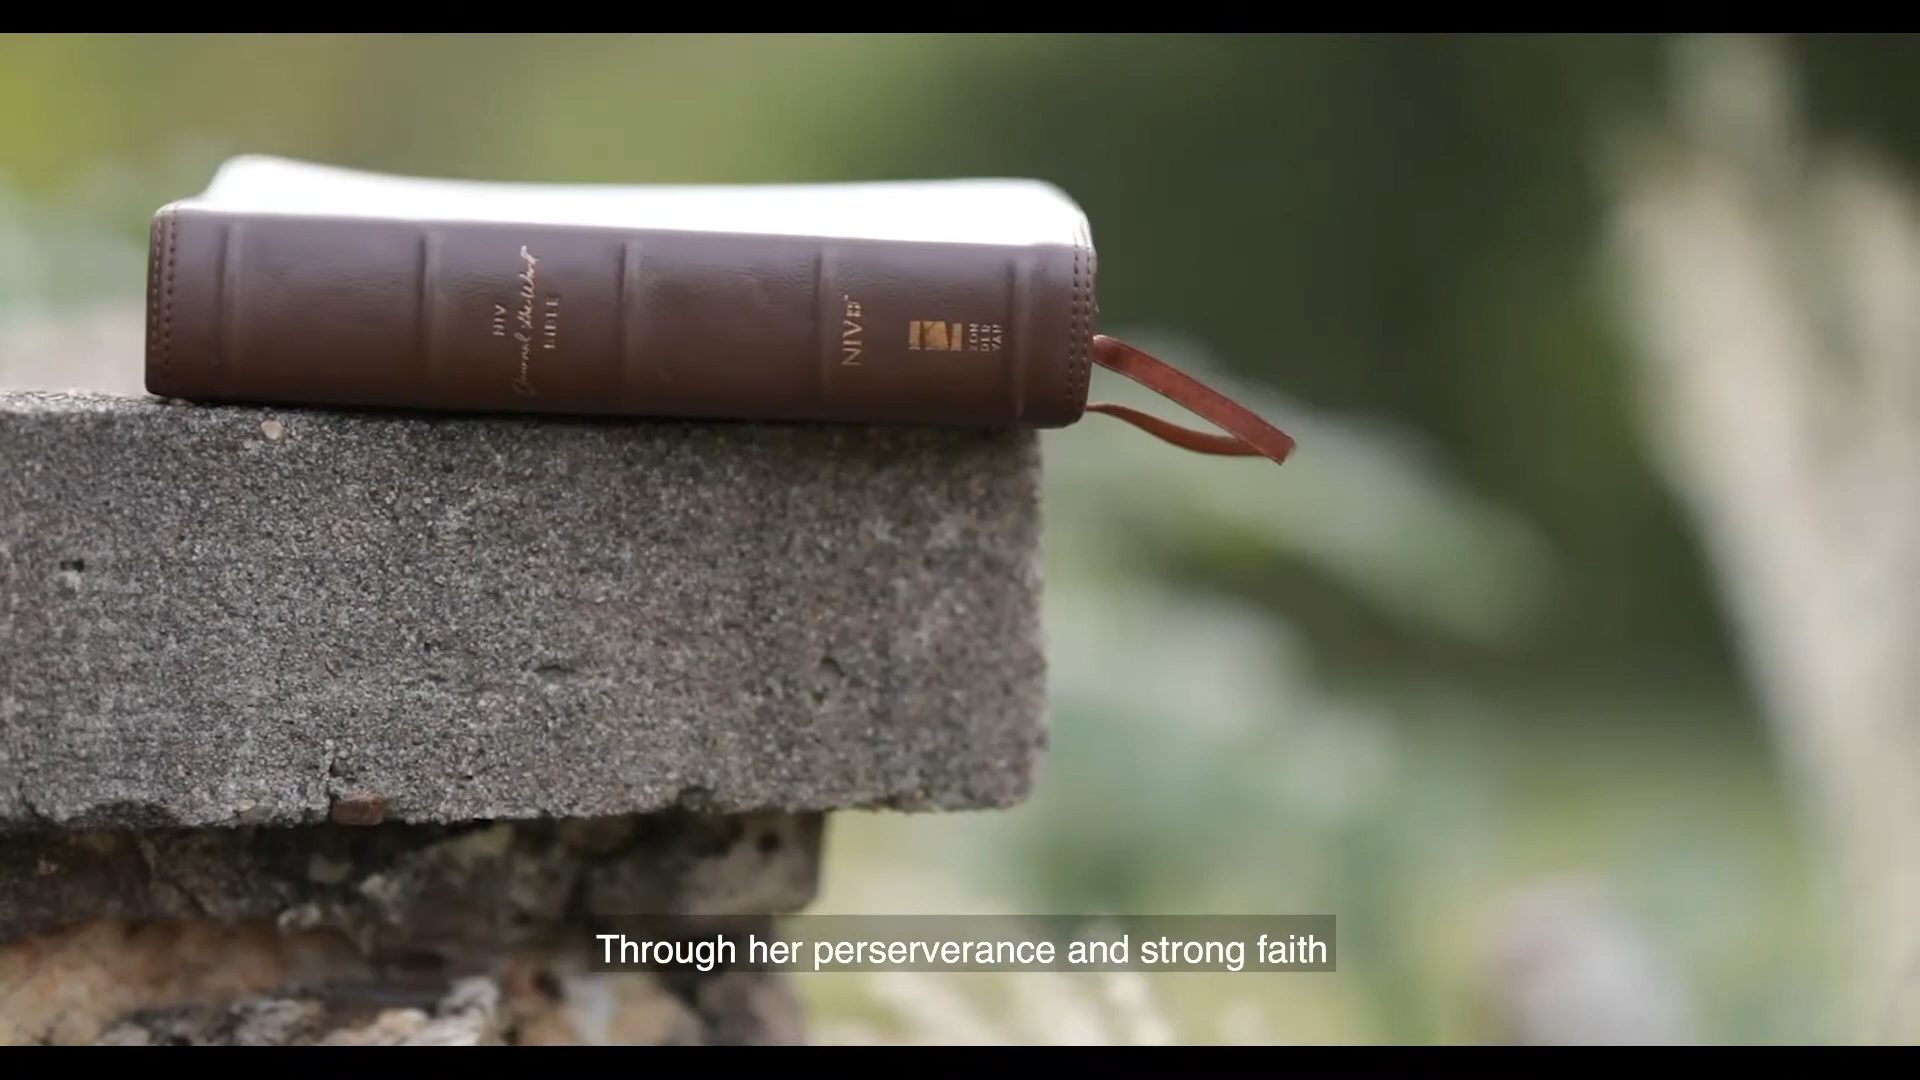 NIV
Journal the Word
BIBLE
NIV
ZON
DER
VAN
Through her perserverance and strong faith